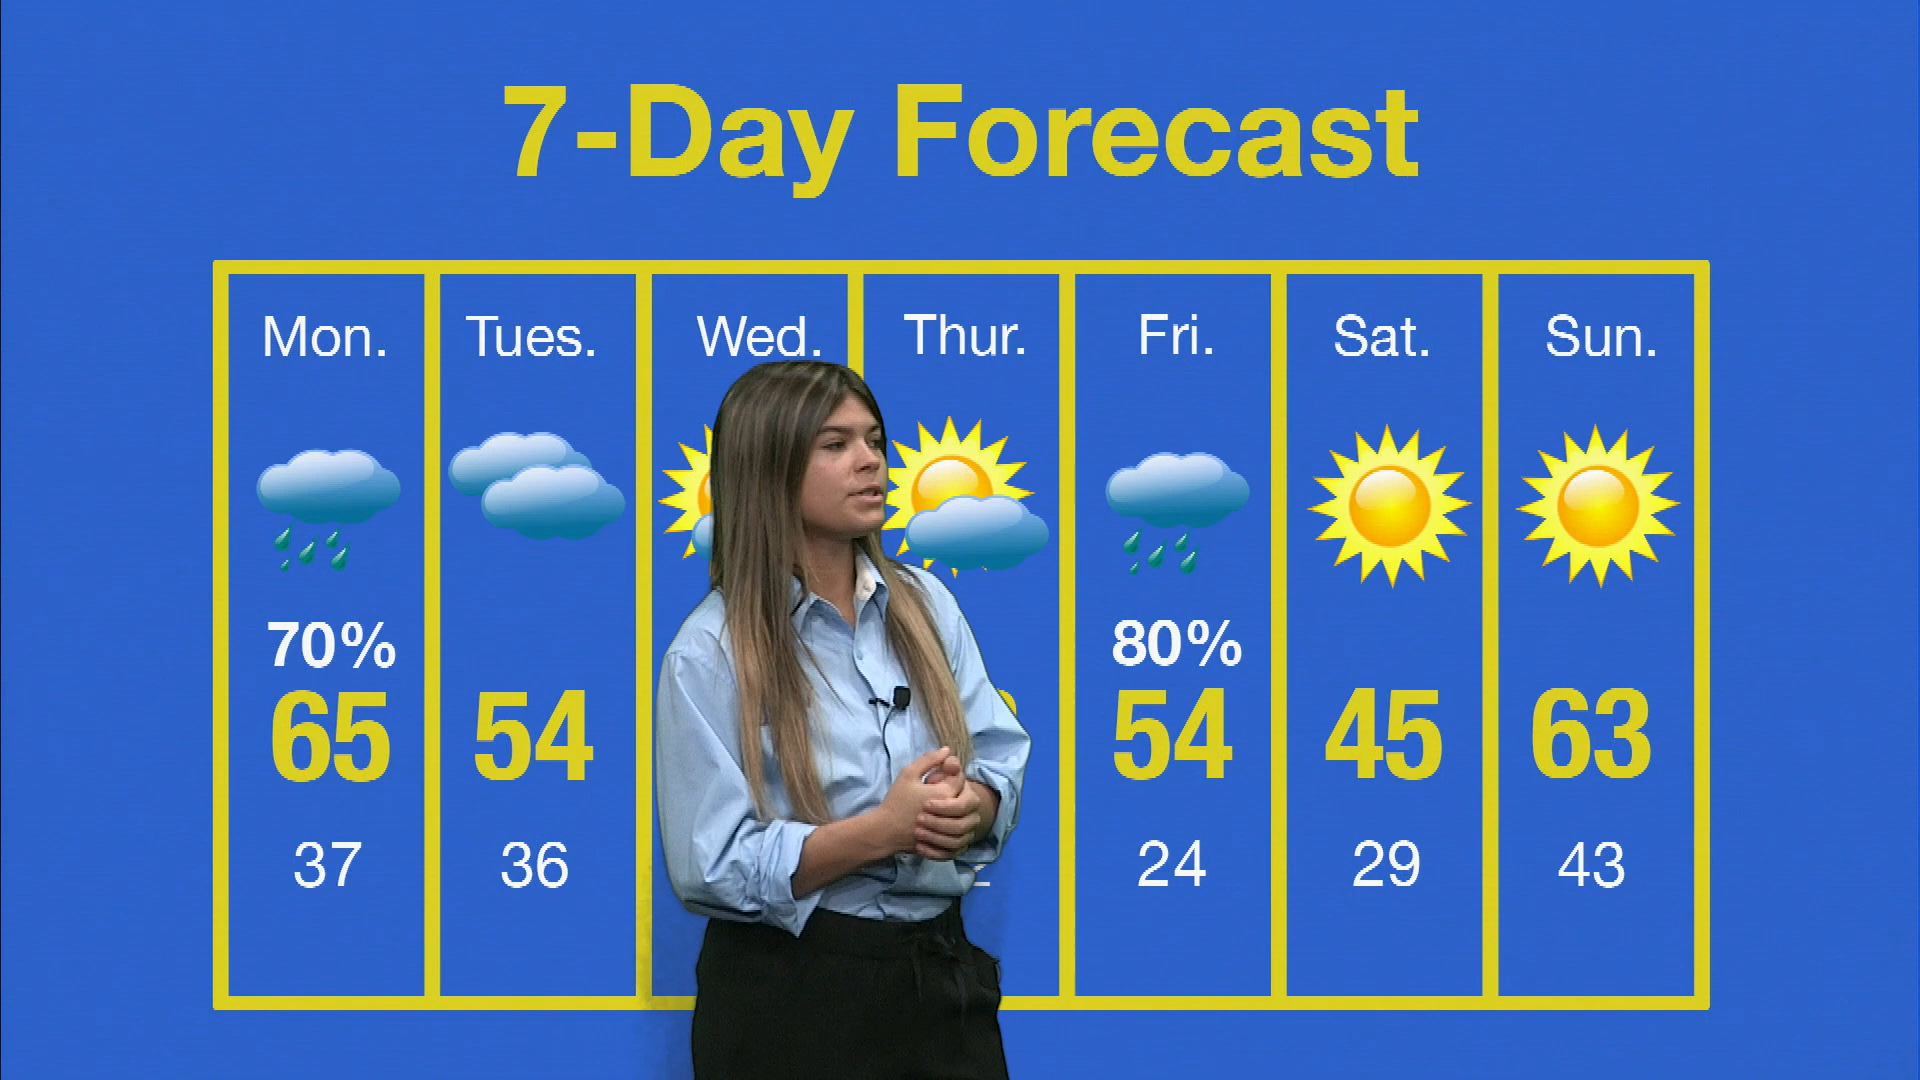 7-Day Forecast
Mon. Tues. Wed. Thur. Fri. Sat. Sun.
70% 80%
65 54 54 45 63
37 36 24 29 43